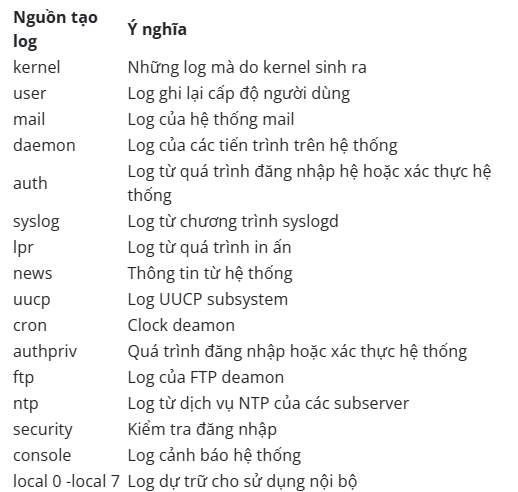 Nguồn tạo log	Ý nghĩa
kernel	Những log mà do kernel sinh ra
user	Log ghi lại cấp độ người dùng
mail	Log của hệ thống mail
daemon	Log của các tiến trình trên hệ thống
auth	Log từ quá trình đăng nhập hệ hoặc xác thực hệ thống
syslog	Log từ chương trình syslogd
lpr	Log từ quá trình in ấn
news	Thông tin từ hệ thống
uucp	Log UUCP subsystem
cron	Clock deamon
authpriv	Quá trình đăng nhập hoặc xác thực hệ thống
ftp	Log của FTP deamon
ntp	Log từ dịch vụ NTP của các subserver
security	Kiểm tra đăng nhập
console	Log cảnh báo hệ thống
local 0 -local 7	Log dự trữ cho sử dụng nội bộ